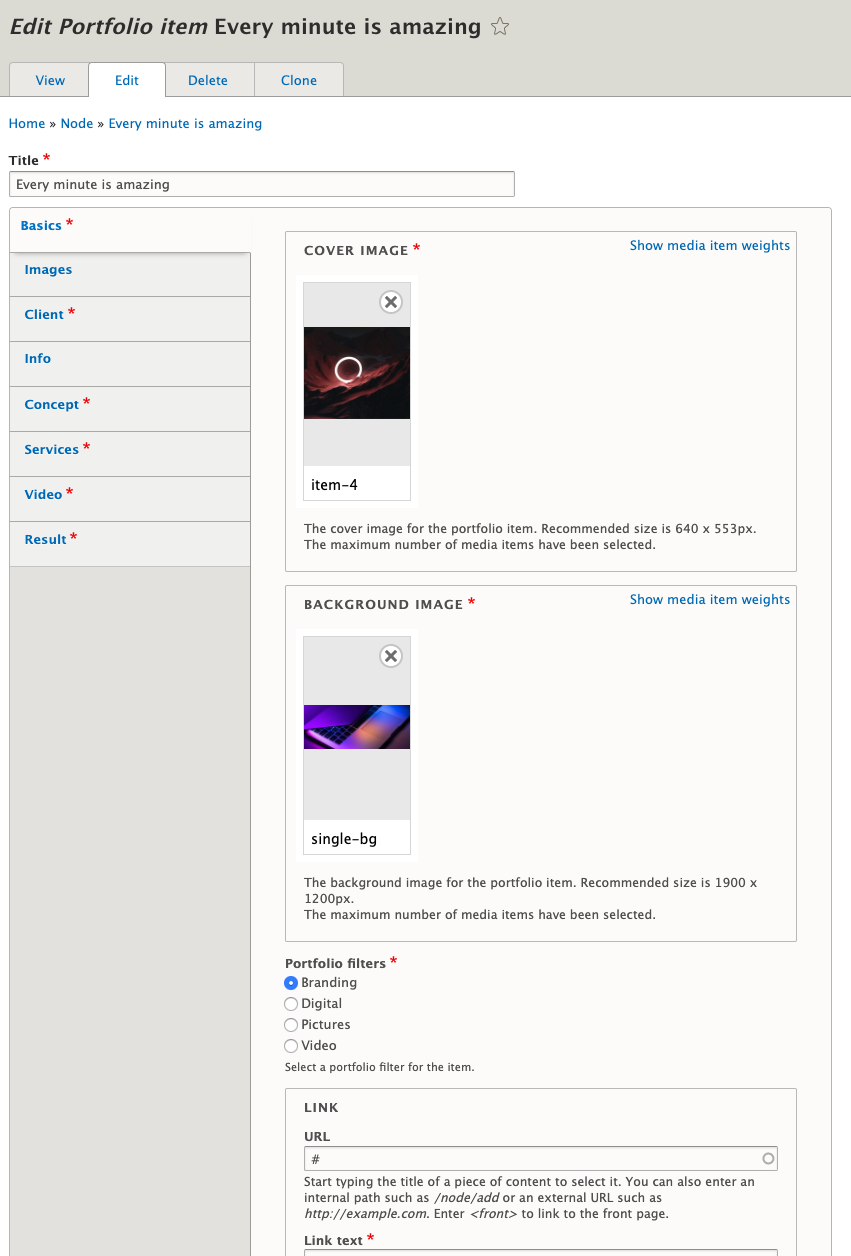 Edit Portfolio item Every minute is amazing
View Edit Delete Clone
Home » Node » Every minute is amazing
Title *
Every minute is amazing
Basics *
Images
Client *
Info
Concept *
Services *
Video *
Result *
COVER IMAGE *
Show media item weights
item-4
The cover image for the portfolio item. Recommended size is 640 x 553px.
The maximum number of media items have been selected.
BACKGROUND IMAGE *
Show media item weights
single-bg
The background image for the portfolio item. Recommended size is 1900 x
1200px.
The maximum number of media items have been selected.
Portfolio filters *
Branding
Digital
Pictures
Video
Select a portfolio filter for the item.
LINK
URL
#
Start typing the title of a piece of content to select it. You can also enter an
internal path such as /node/add or an external URL such as
http://example.com. Enter <front> to link to the front page.
Link text *